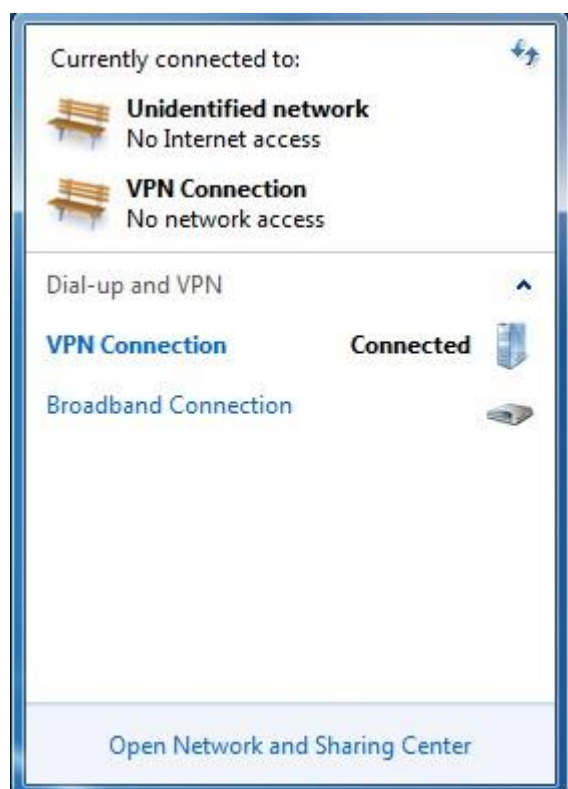 Currently connected to:
Unidentified network
No Internet access
VPN Connection
No network access
Dial-up and VPN
VPN Connection Connected
Broadband Connection
Open Network and Sharing Center